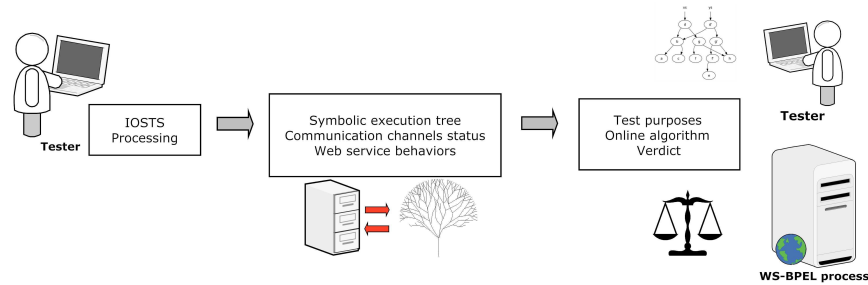 IOSTS
Processing
Tester
Symbolic execution tree
Communication channels status
Web service behaviors
Test purposes
Online algorithm
Verdict
Tester
WS-BPEL process